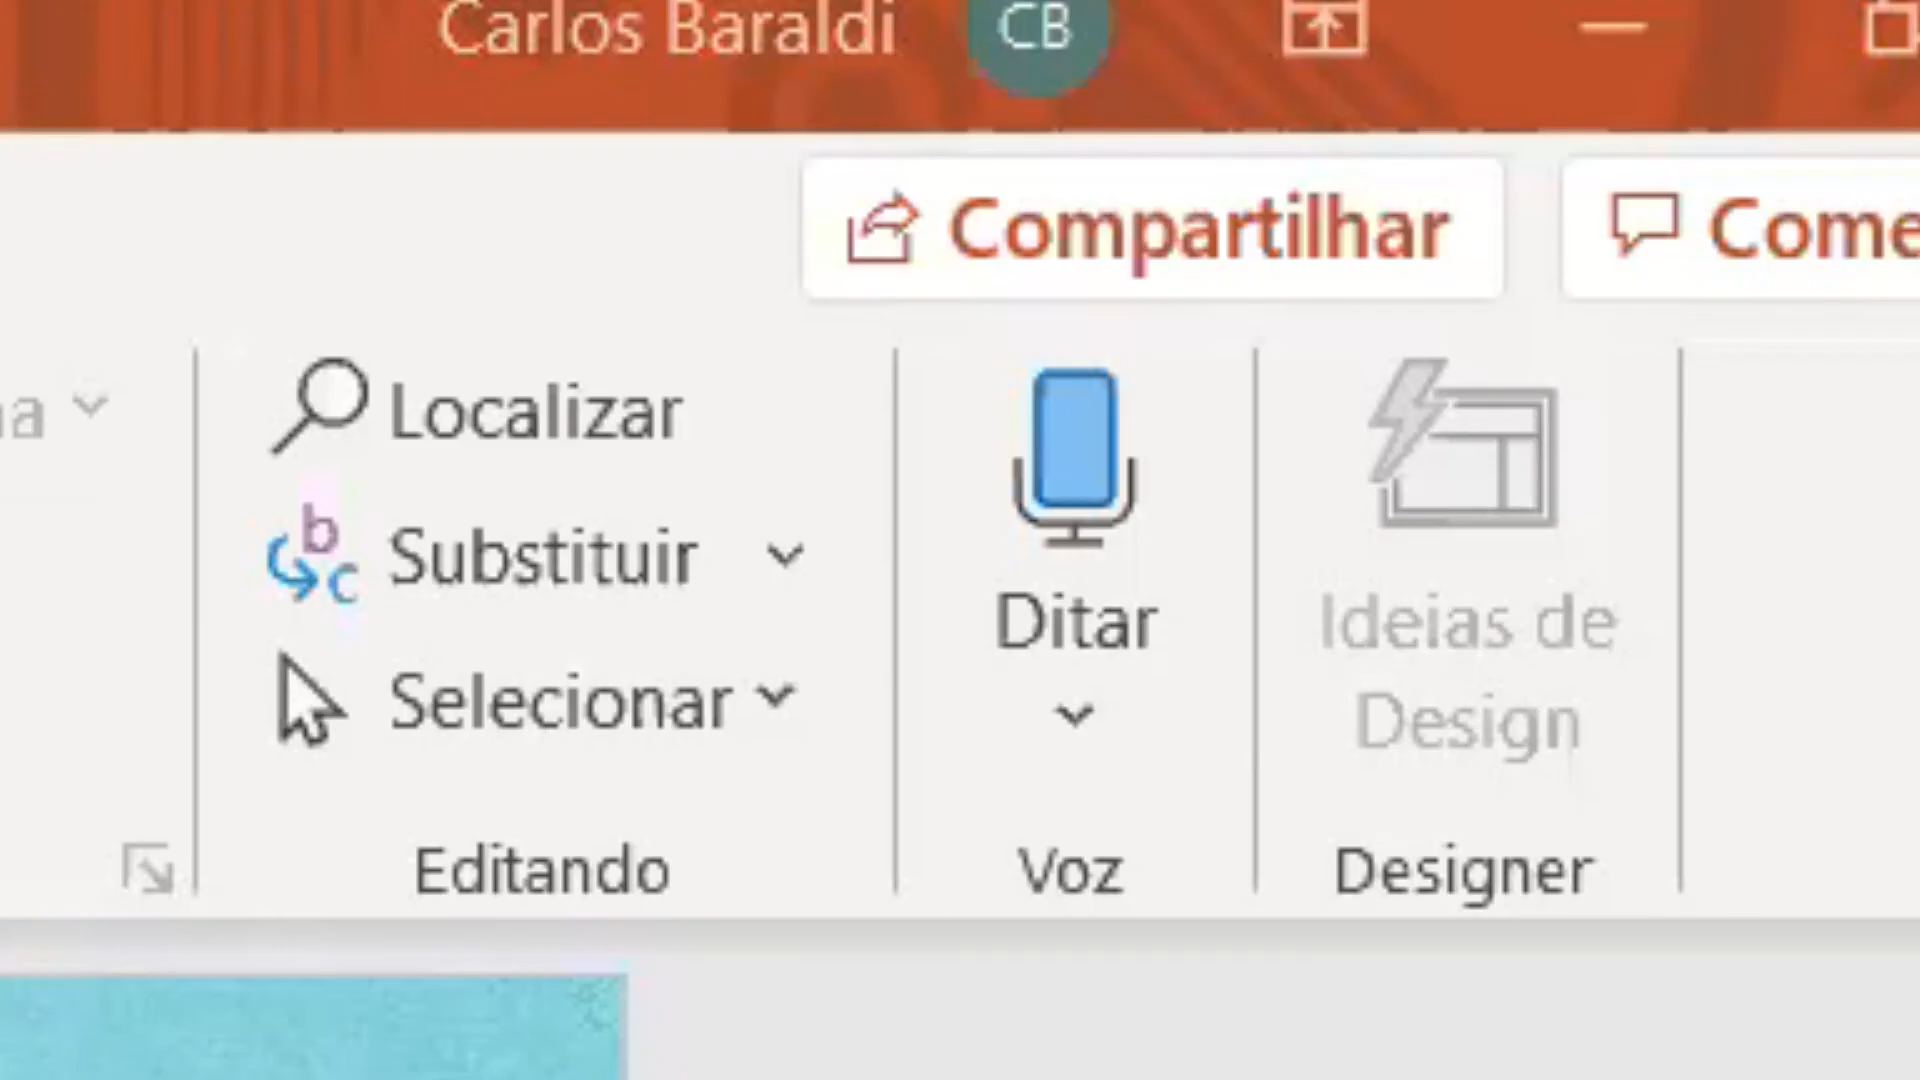 Carlos Baraldi CB
Compartilhar
Localizar
Substituir
Selecionar
Editando
Ditar
Voz
Ideias de
Design
Designer